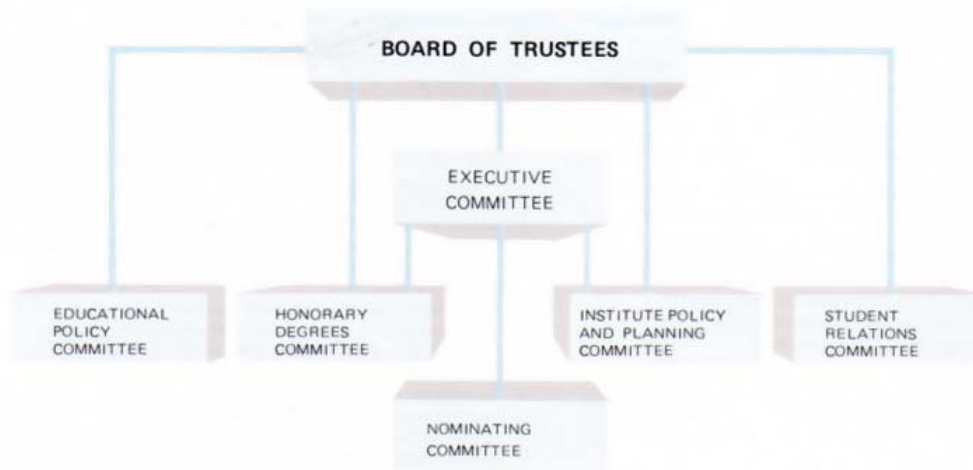 BOARD OF TRUSTEES
EXECUTIVE
COMMITTEE
EDUCATIONAL
POLICY
COMMITTEE
HONORARY
DEGREES
COMMITTEE
INSTITUTE POLICY
AND PLANNING
COMMITTEE
STUDENT
RELATIONS
COMMITTEE
NOMINATING
COMMITTEE